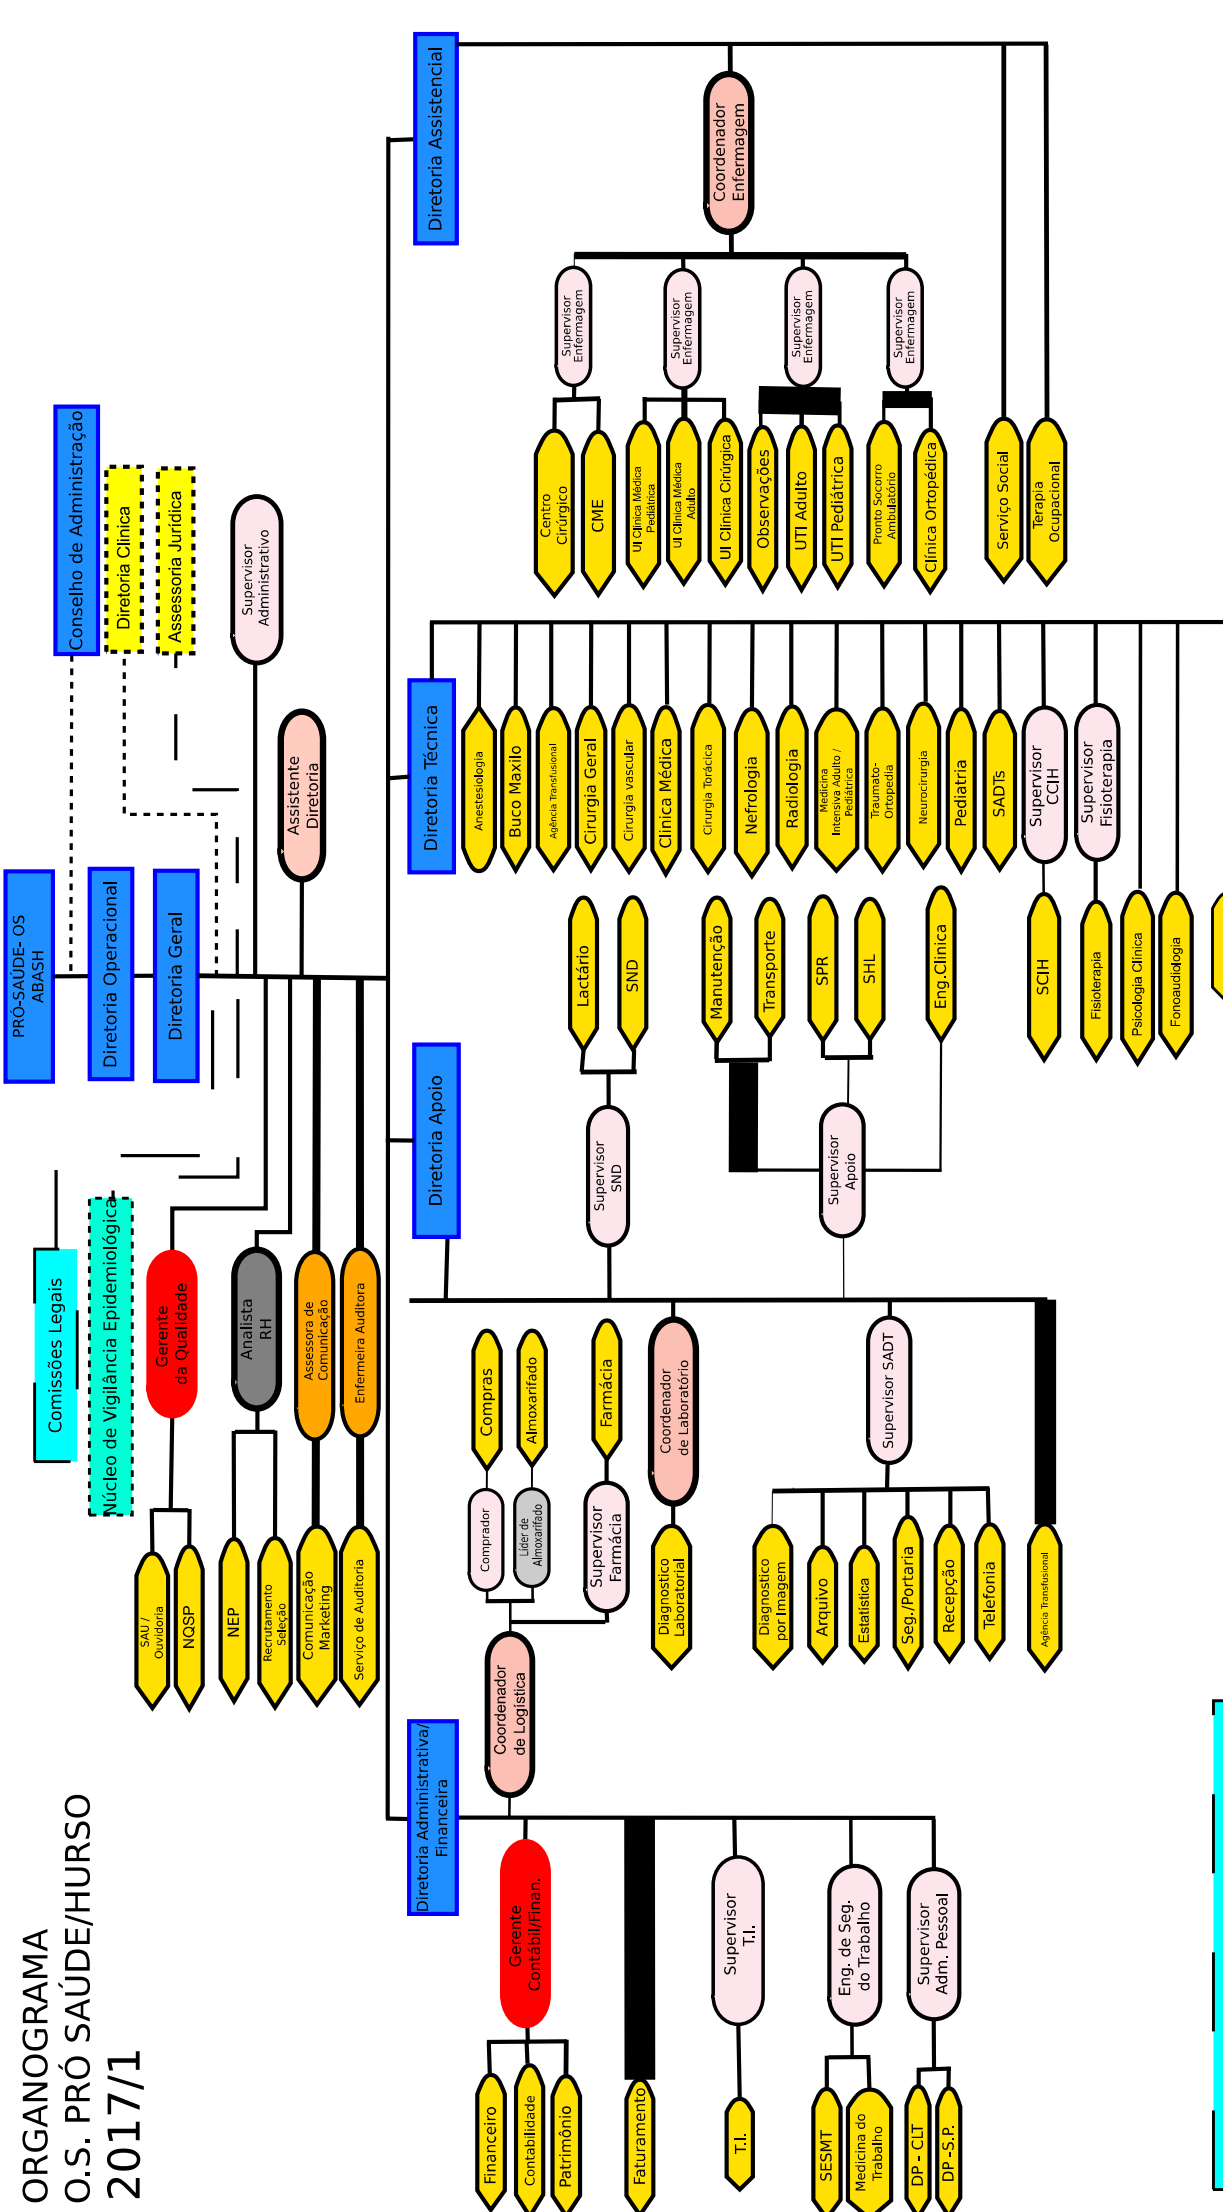 ORGANOGRAMA
O.S. PRÓ SAÚDE/HURSO
2017/1
PRÓ-SAÚDE- OS
ABASH
Conselho de Administração
Diretoria Operacional
Diretoria Clinica
Diretoria Geral
Assessoria Jurídica
Comissões Legais
Núcleo de Vigilância Epidemiológica
Supervisor
Administrativo
Assistente
Diretoria
Gerente
da Qualidade
SAU /
Ouvidoria
NQSP
Analista
RH
NEP
Recrutamento
Seleção
Assessora de
Comunicação
Comunicação
Marketing
Enfermeira Auditora
Serviço de Auditoria
Diretoria Administrativa/
Financeira
Coordenador
de Logística
Comprador
Compras
Líder de
Almoxarifado
Almoxarifado
Supervisor
Farmácia
Farmácia
Gerente
Contábil/Finan.
Financeiro
Contabilidade
Patrimônio
Faturamento
Supervisor
T.I.
T.I.
Eng. de Seg.
do Trabalho
SESMT
Medicina do
Trabalho
Supervisor
Adm. Pessoal
DP - CLT
DP -S.P.
Diretoria Apoio
Supervisor
SND
Lactário
SND
Supervisor
Apoio
Manutenção
Transporte
SPR
SHL
Eng.Clinica
Coordenador
de Laboratório
Diagnostico
Laboratorial
Supervisor SADT
Diagnostico
por Imagem
Arquivo
Estatística
Seg./Portaria
Recepção
Telefonia
Agência Transfusional
Diretoria Técnica
Anestesiologia
Buco Maxilo
Agência Transfusional
Cirurgia Geral
Cirurgia vascular
Clínica Médica
Cirurgia Torácica
Nefrologia
Radiologia
Medicina
Intensiva Adulto /
Pediátrica
Traumato-
Ortopedia
Neurocirurgia
Pediatria
SADTs
Supervisor
CCIH
SCIH
Supervisor
Fisioterapia
Fisioterapia
Psicologia Clínica
Fonoaudiologia
Diretoria Assistencial
Coordenador
Enfermagem
Supervisor
Enfermagem
Centro
Cirúrgico
CME
Supervisor
Enfermagem
UI Clínica Médica
Pediátrica
UI Clínica Médica
Adulto
UI Clínica Cirúrgica
Supervisor
Enfermagem
Observações
UTI Adulto
UTI Pediátrica
Supervisor
Enfermagem
Pronto Socorro
Ambulatório
Clínica Ortopédica
Serviço Social
Terapia
Ocupacional